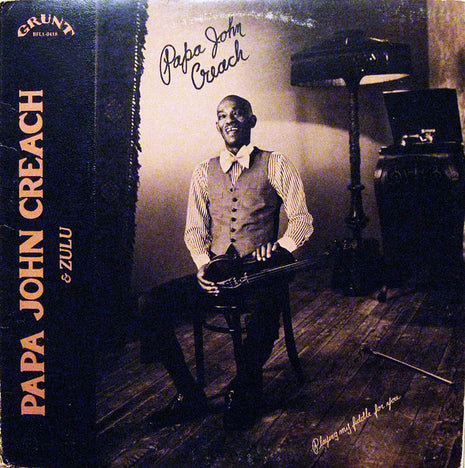 GRUNT
BFL1-0418
Papa John
Creach
PAPA JOHN CREACH
& ZULU
Playing my fiddle for you